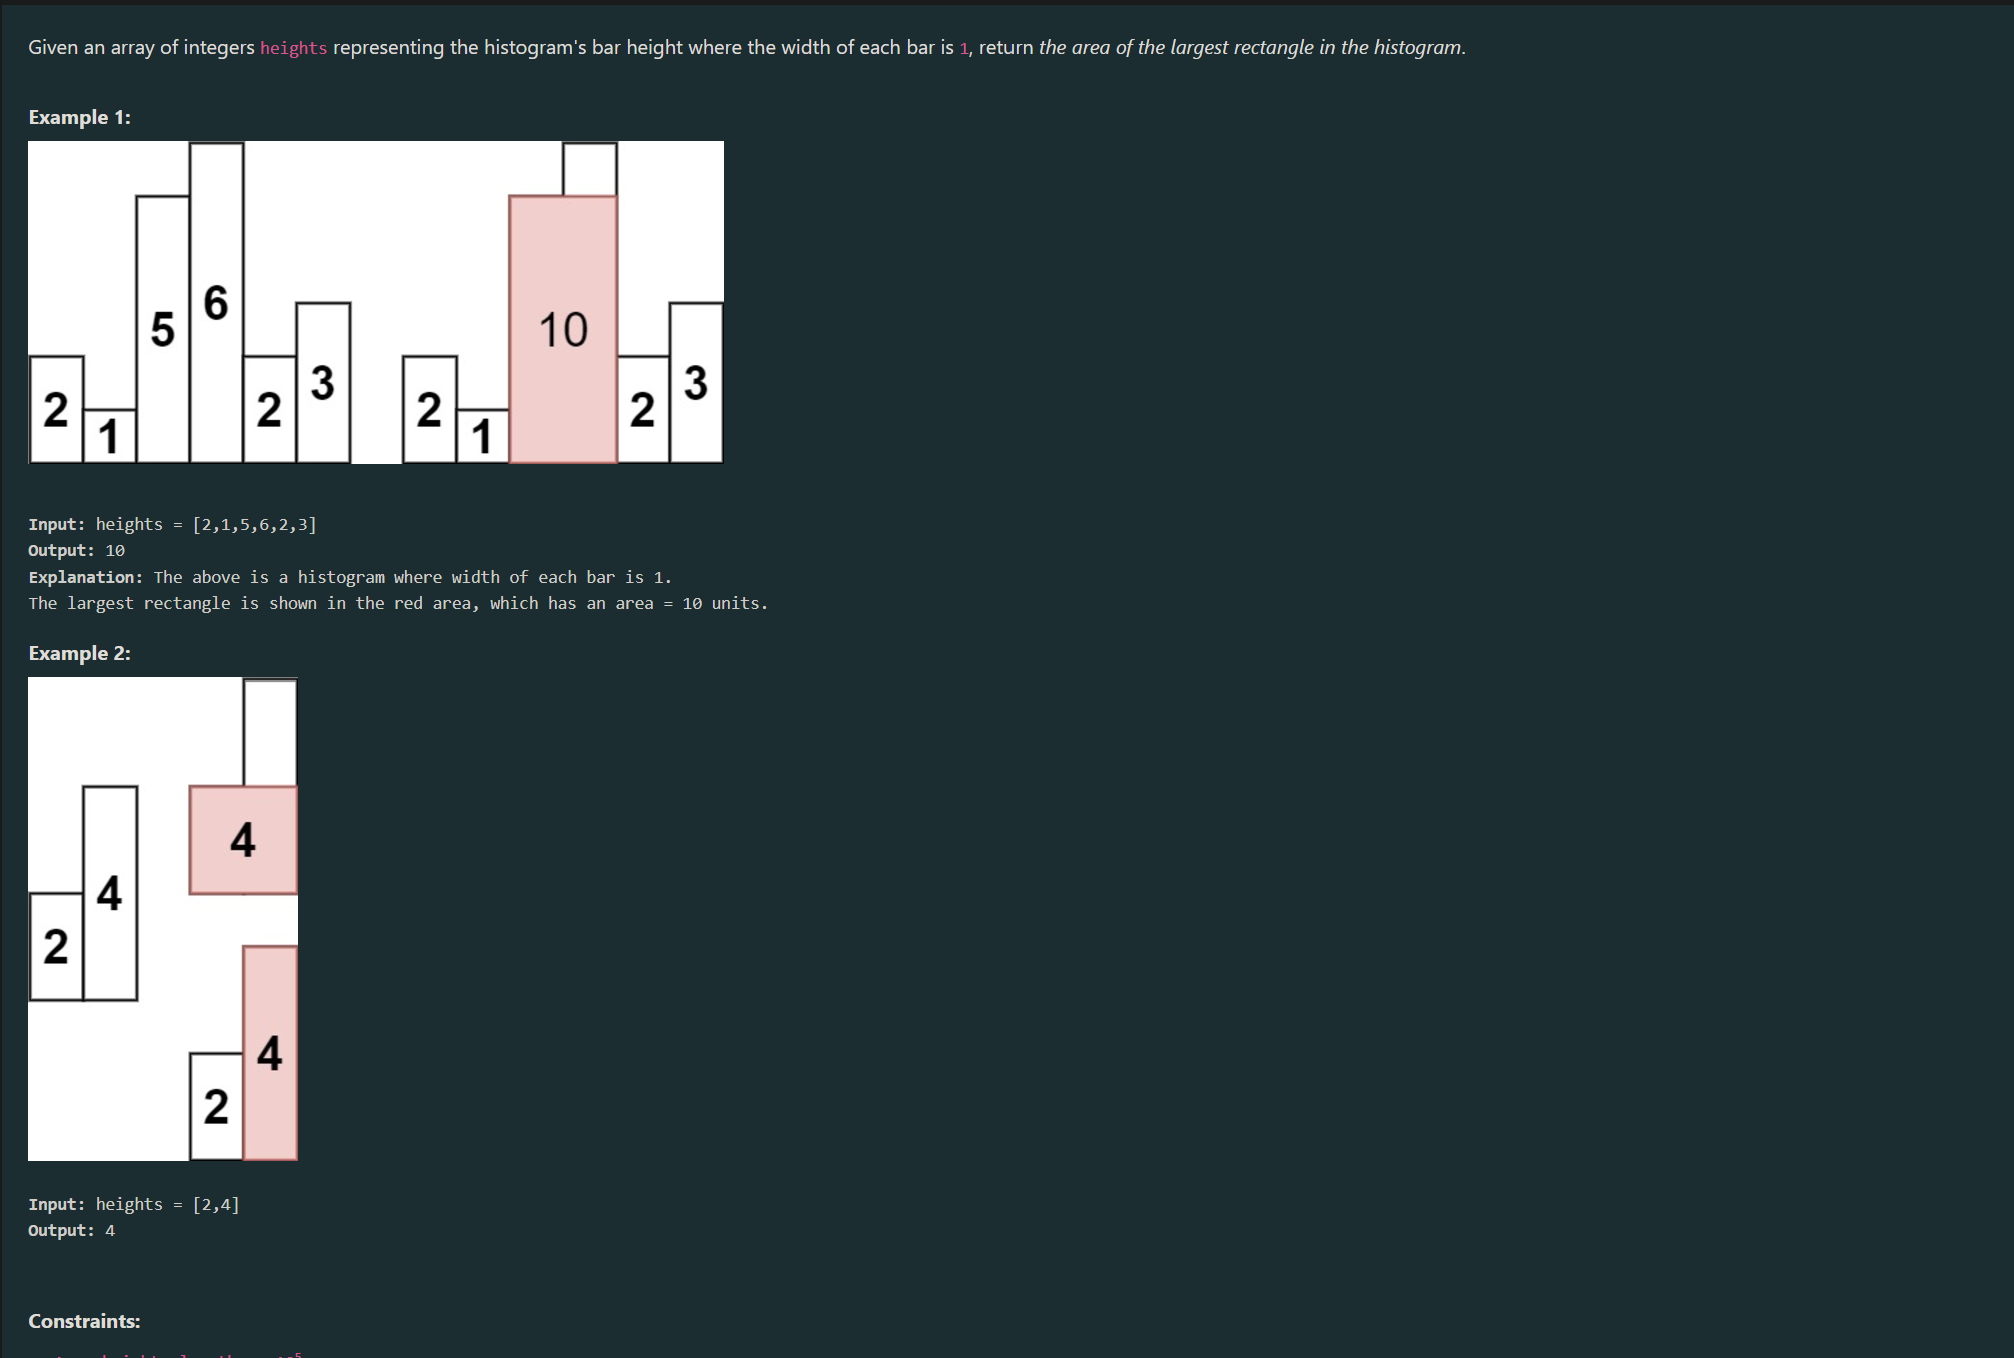 Given an array of integers heights representing the histogram's bar height where the width of each bar is 1, return the area of the largest rectangle in the histogram.
Example 1:
2 1 5 6 2 3 2 1 10 2 3
Input: heights = [2,1,5,6,2,3]
Output: 10
Explanation: The above is a histogram where width of each bar is 1.
The largest rectangle is shown in the red area, which has an area = 10 units.
Example 2:
4
2 4
2 4
Input: heights = [2,4]
Output: 4
Constraints: